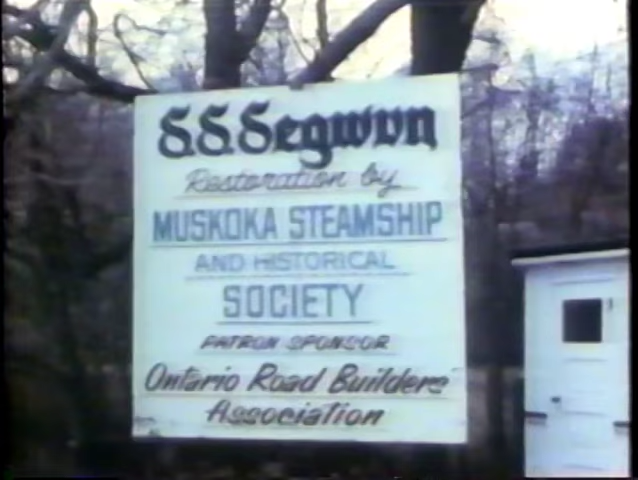 S.S.Segwun
Restoration by
MUSKOKA STEAMSHIP
AND HISTORICAL
SOCIETY
PATRON SPONSOR
Ontario Road Builders'
Association